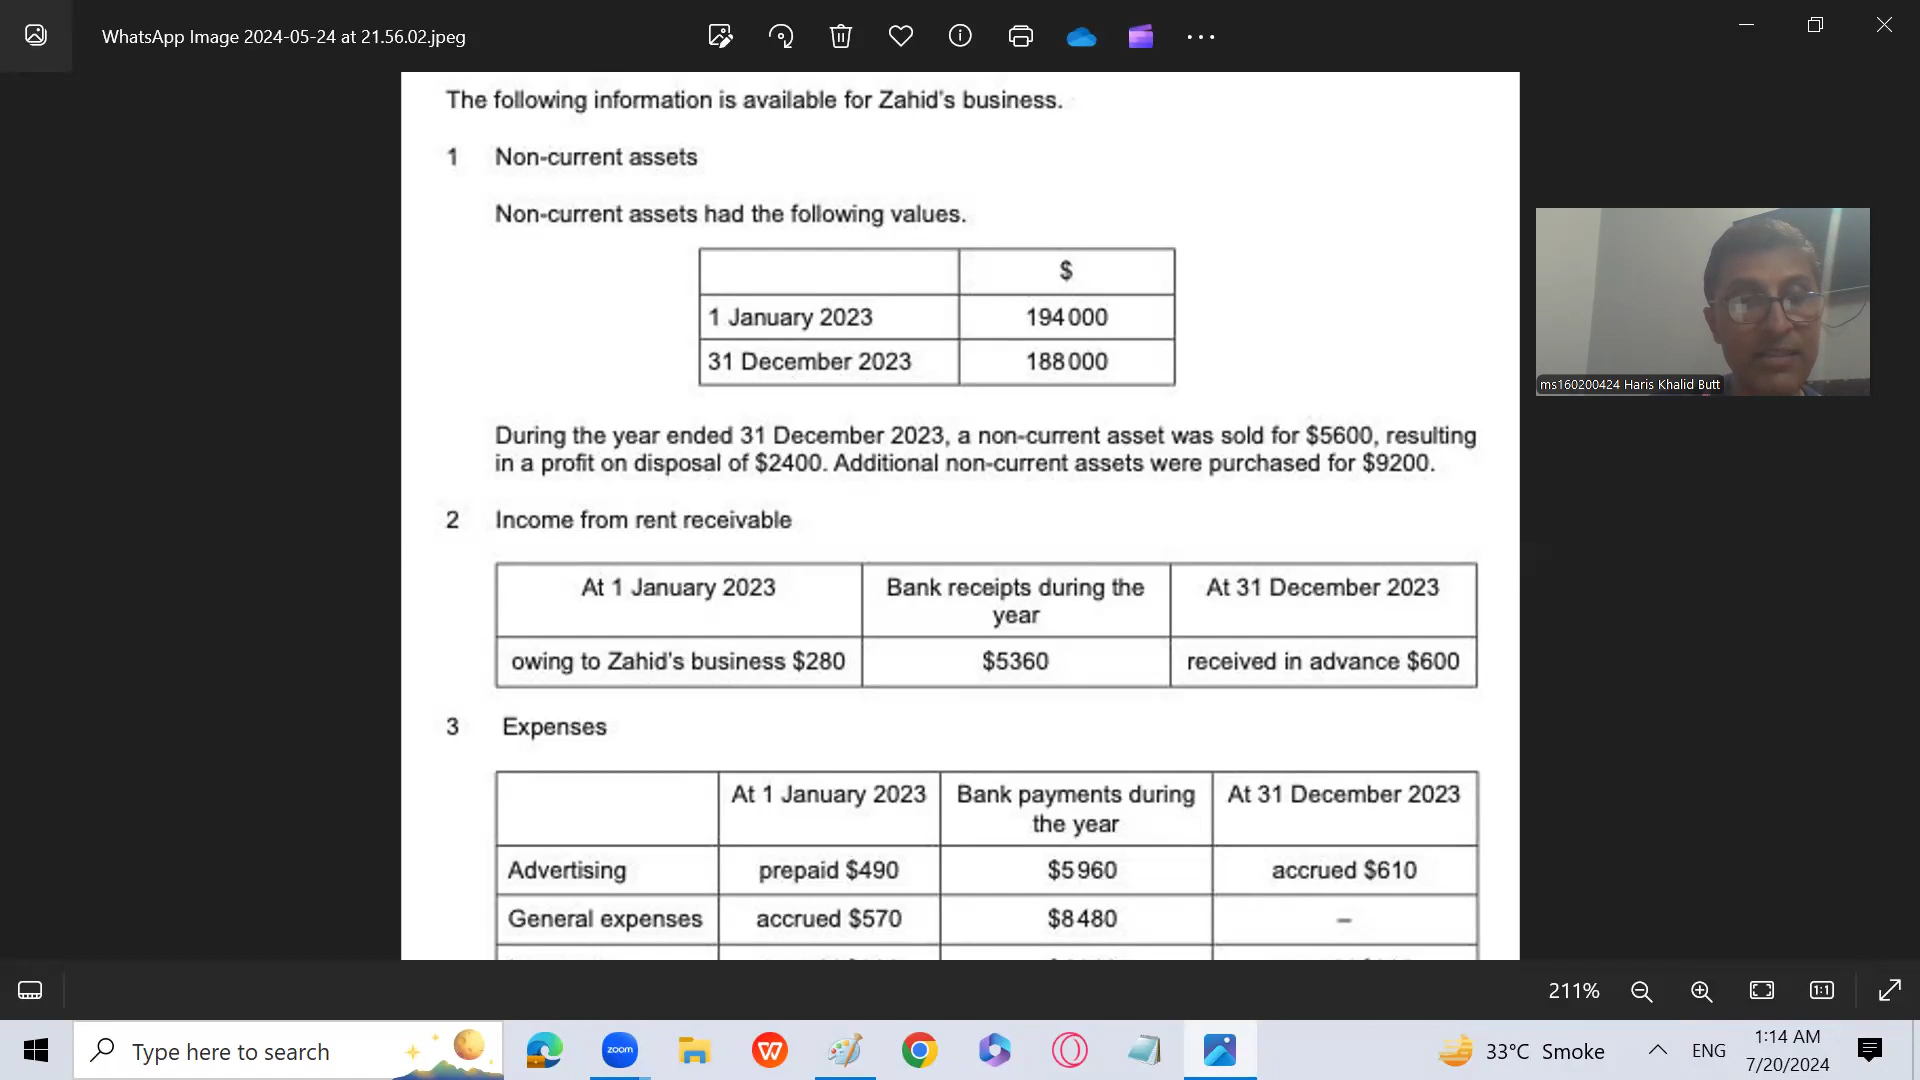 WhatsApp Image 2024-05-24 at 21.56.02.jpeg
The following information is available for Zahid's business.
1 Non-current assets
Non-current assets had the following values.
$
1 January 2023 194000
31 December 2023 188000
During the year ended 31 December 2023, a non-current asset was sold for $5600, resulting
in a profit on disposal of $2400. Additional non-current assets were purchased for $9200.
2 Income from rent receivable
At 1 January 2023 Bank receipts during the year At 31 December 2023
owing to Zahid's business $280 $5360 received in advance $600
3 Expenses
At 1 January 2023 Bank payments during the year At 31 December 2023
Advertising prepaid $490 $5960 accrued $610
General expenses accrued $570 $8480 –
ms160200424 Haris Khalid Butt
211%
1:1
Type here to search
zoom
W
33°C Smoke
ENG
1:14 AM
7/20/2024